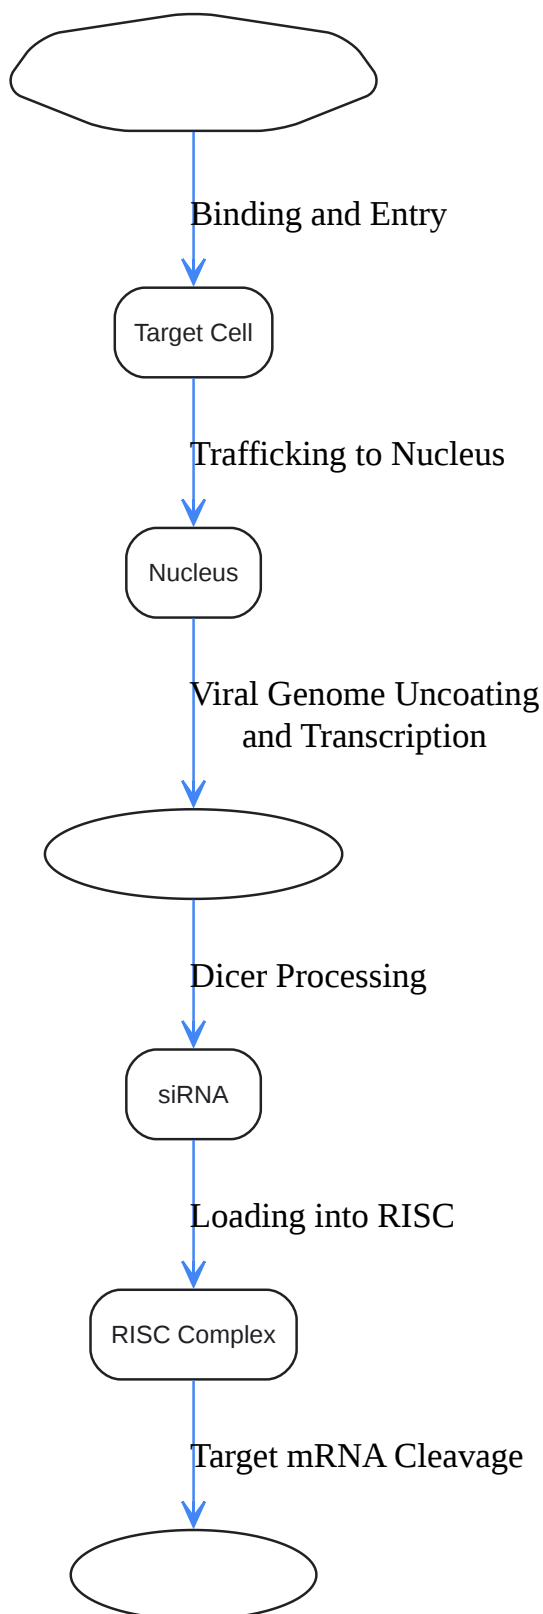 Binding and Entry
Target Cell
Trafficking to Nucleus
Nucleus
Viral Genome Uncoating
and Transcription
Dicer Processing
siRNA
Loading into RISC
RISC Complex
Target mRNA Cleavage